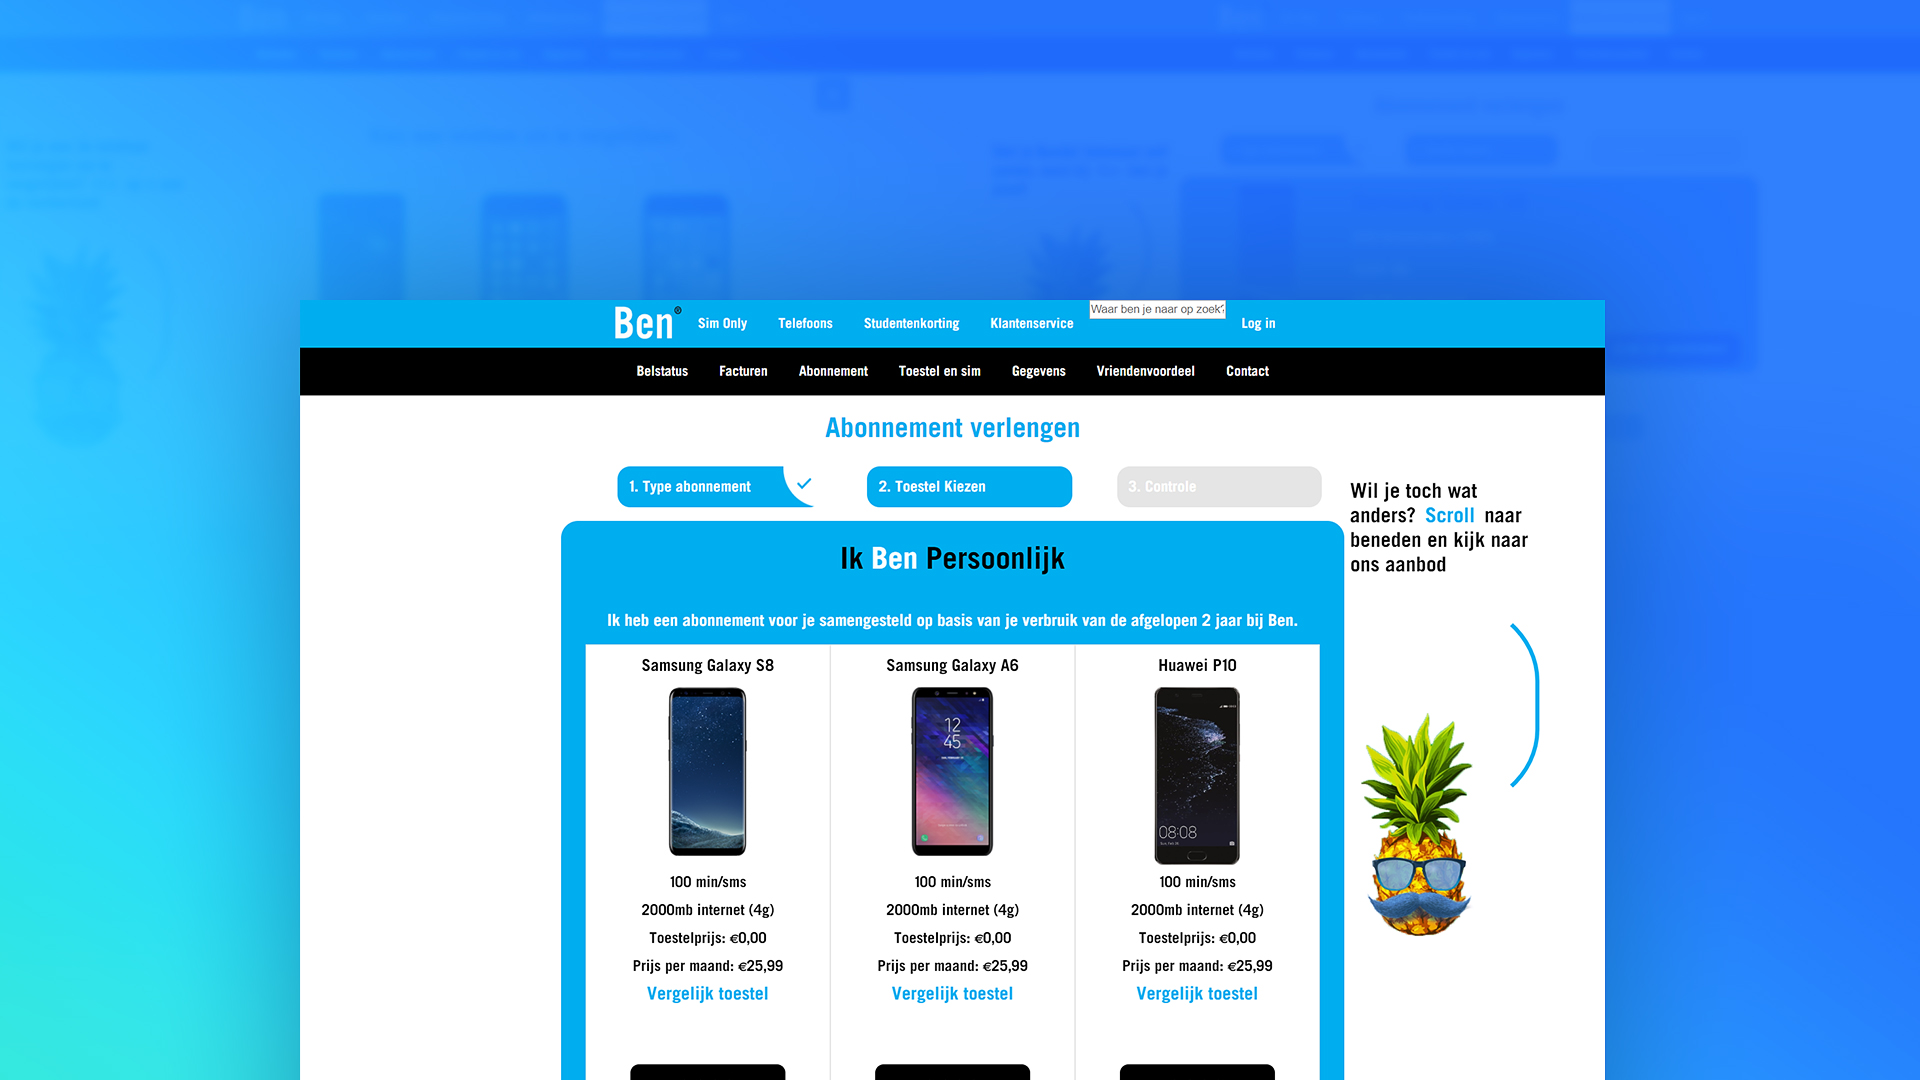 Ben®
Sim Only Telefoons Studentenkorting Klantenservice Waar ben je naar op zoek? Log in
Belstatus Facturen Abonnement Toestel en sim Gegevens Vriendenvoordeel Contact
Abonnement verlengen
1. Type abonnement 2. Toestel Kiezen 3. Controle
Wil je toch wat
anders? Scroll naar
beneden en kijk naar
ons aanbod
Ik Ben Persoonlijk
Ik heb een abonnement voor je samengesteld op basis van je verbruik van de afgelopen 2 jaar bij Ben.
Samsung Galaxy S8 Samsung Galaxy A6 Huawei P10
12
45
08:08
100 min/sms 100 min/sms 100 min/sms
2000mb internet (4g) 2000mb internet (4g) 2000mb internet (4g)
Toestelprijs: €0,00 Toestelprijs: €0,00 Toestelprijs: €0,00
Prijs per maand: €25,99 Prijs per maand: €25,99 Prijs per maand: €25,99
Vergelijk toestel Vergelijk toestel Vergelijk toestel